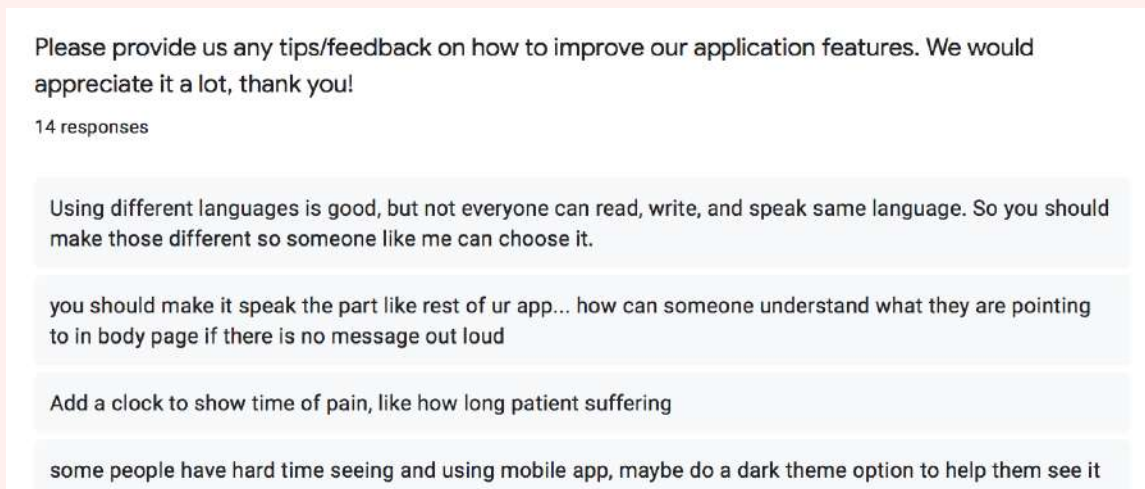 Please provide us any tips/feedback on how to improve our application features. We would
appreciate it a lot, thank you!
14 responses
Using different languages is good, but not everyone can read, write, and speak same language. So you should
make those different so someone like me can choose it.
you should make it speak the part like rest of ur app... how can someone understand what they are pointing
to in body page if there is no message out loud
Add a clock to show time of pain, like how long patient suffering
some people have hard time seeing and using mobile app, maybe do a dark theme option to help them see it